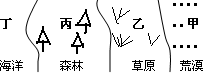 丁 丙 乙 甲
海洋 森林 草原 荒漠